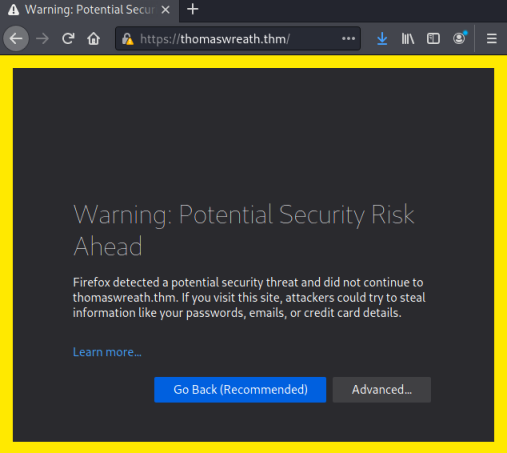 Warning: Potential Secur
https://thomaswreath.thm/
Warning: Potential Security Risk
Ahead
Firefox detected a potential security threat and did not continue to
thomaswreath.thm. If you visit this site, attackers could try to steal
information like your passwords, emails, or credit card details.
Learn more...
Go Back (Recommended) Advanced...